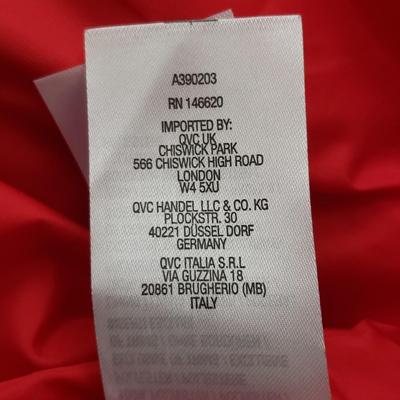 A390203
RN 146620
IMPORTED BY:
QVC UK
CHISWICK PARK
566 CHISWICK HIGH ROAD
LONDON
W4 5XU
QVC HANDEL LLC & CO. KG
PLOCKSTR. 30
40221 DÜSSEL DORF
GERMANY
QVC ITALIA S.R.L
VIA GUZZINA 18
20861 BRUGHERIO (MB)
ITALY